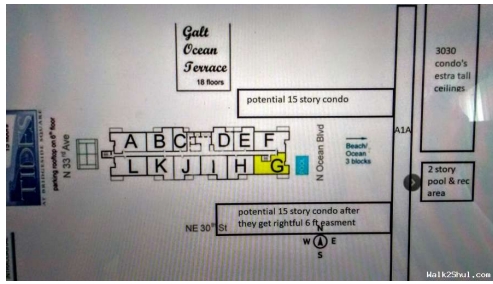 Galt
Ocean
Terrace
18 floors
3030
condo's
estra tall
ceilings
potential 15 story condo
A1A
TIDES
parking rooftop on 6th floor
N 33rd Ave
A B C D E F
L K J I H G
N Ocean Blvd
Beach/
Ocean
3 blocks
2 story
pool & rec
area
potential 15 story condo after
they get rightful 6 ft easment
NE 30th St
N
W E
S
Walk2Shul.com